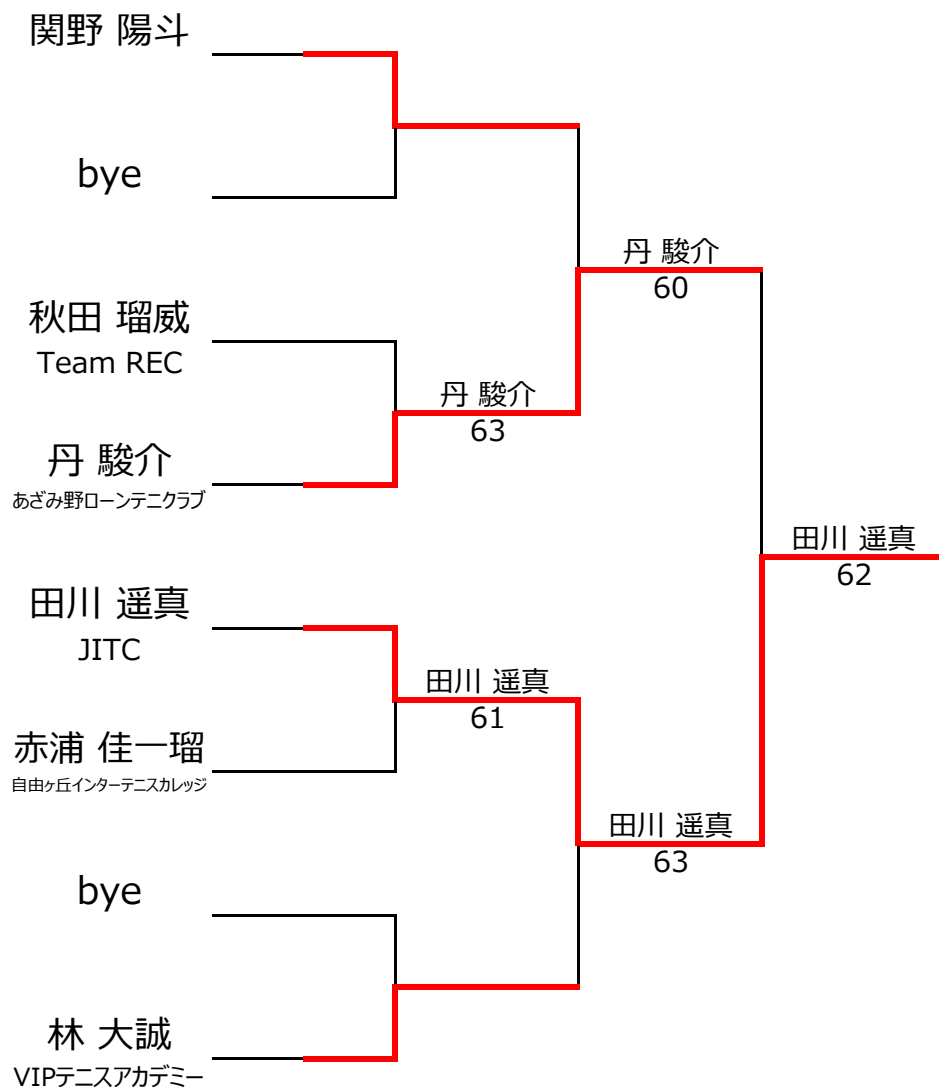 関野 陽斗
bye
秋田 瑠威
Team REC
丹 駿介
あざみ野ローンテニクラブ
田川 遥真
JITC
赤浦 佳一瑠
自由ヶ丘インターテニスカレッジ
bye
林 大誠
VIPテニスアカデミー
丹 駿介
63
田川 遥真
61
丹 駿介
60
田川 遥真
63
田川 遥真
62